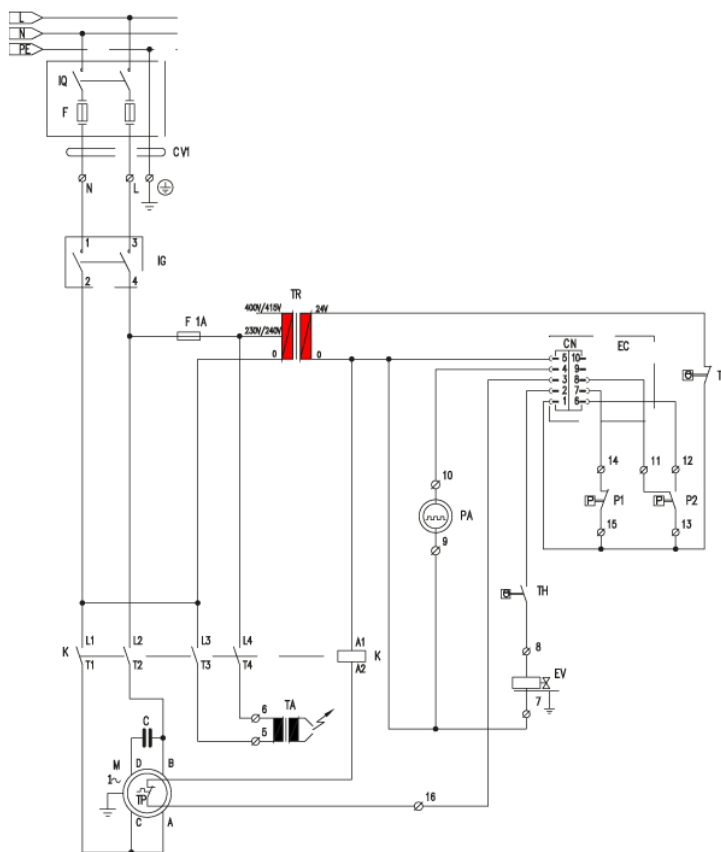 L
N
PE
IQ
F
CV1
N L
1 3
IG
2 4
TR
400V/415V 24V
F 1A
230V/240V
0 0
CN EC
5 10
4 9
3 8
2 7
1 6
T
14 11 12
10
P P1 P P2
PA
15 13
9
TH
L1 L2 L3 L4 A1
K K
T1 T2 T3 T4 A2
8
EV
7
6 TA
5
C
M D B
1~
TP
16
C A